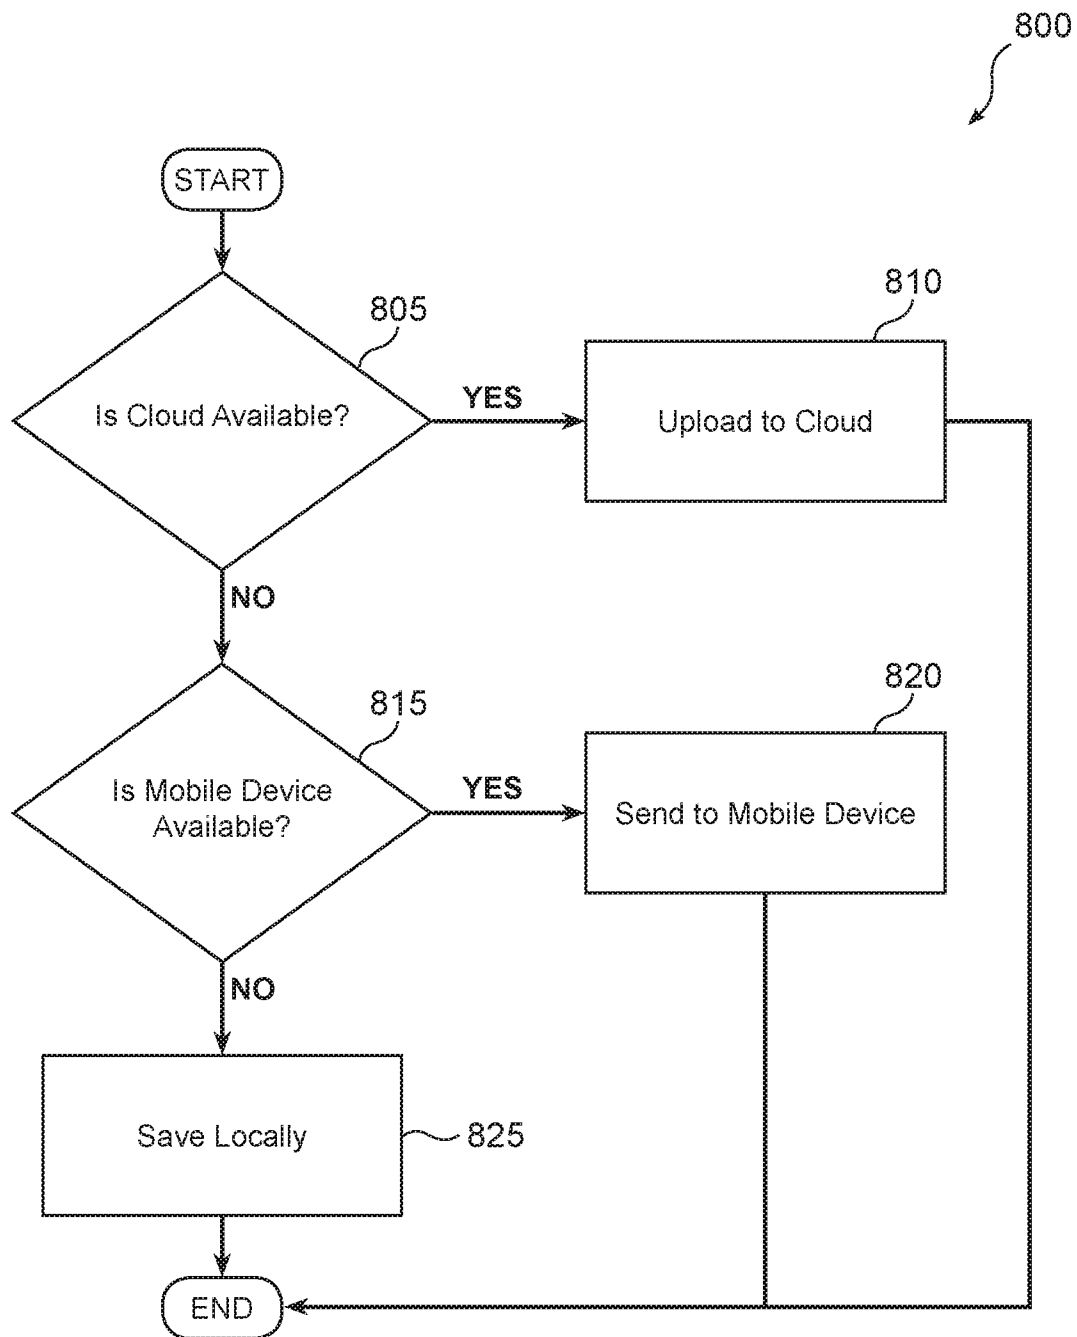 800
START
805
Is Cloud Available?
YES
810
Upload to Cloud
NO
815
Is Mobile Device
Available?
YES
820
Send to Mobile Device
NO
Save Locally
825
END